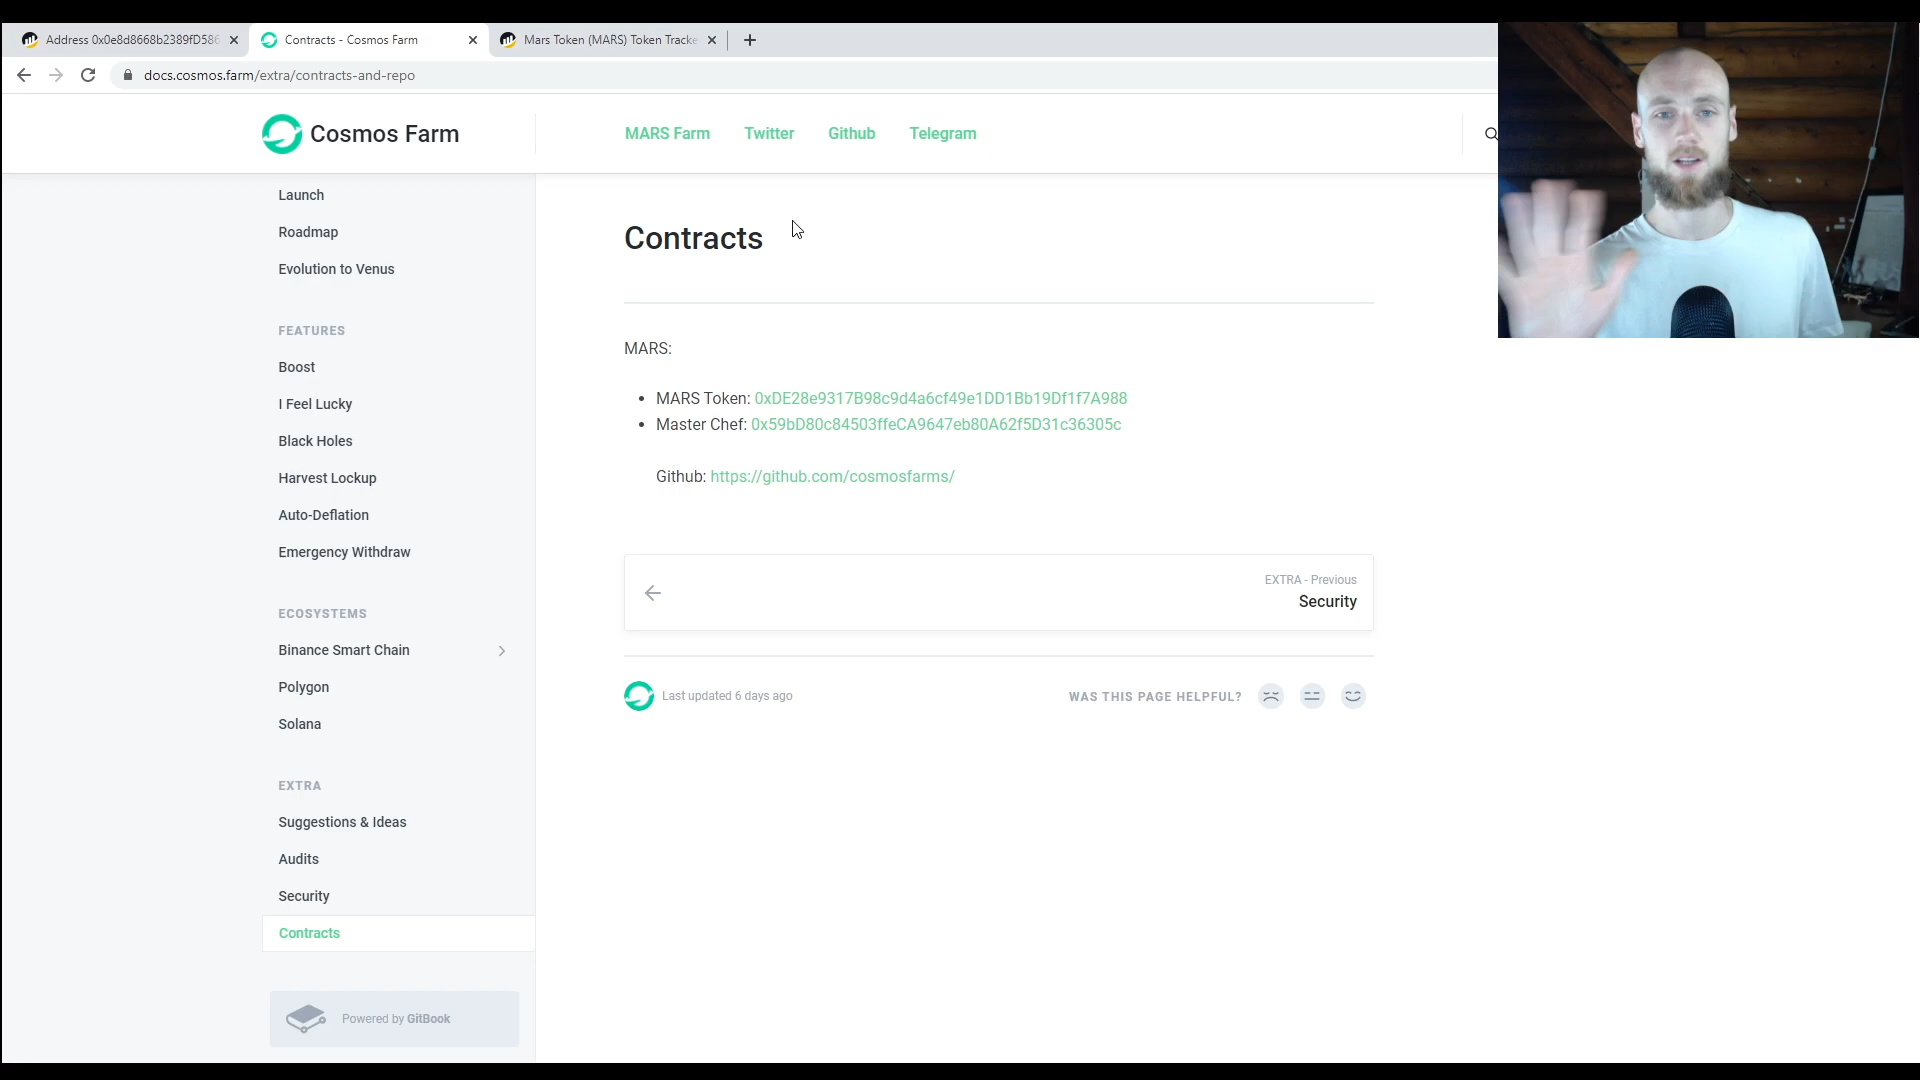 Address 0x0e8d8668b2389fD586
Contracts - Cosmos Farm
Mars Token (MARS) Token Tracke
docs.cosmos.farm/extra/contracts-and-repo
Cosmos Farm
MARS Farm
Twitter
Github
Telegram
Launch
Roadmap
Evolution to Venus
FEATURES
Boost
I Feel Lucky
Black Holes
Harvest Lockup
Auto-Deflation
Emergency Withdraw
ECOSYSTEMS
Binance Smart Chain
Polygon
Solana
EXTRA
Suggestions & Ideas
Audits
Security
Contracts
Powered by GitBook
Contracts
MARS:
MARS Token: 0xDE28e9317B98c9d4a6cf49e1DD1Bb19Df1f7A988
Master Chef: 0x59bD80c84503ffeCA9647eb80A62f5D31c36305c
Github: https://github.com/cosmosfarms/
EXTRA - Previous
Security
Last updated 6 days ago
WAS THIS PAGE HELPFUL?